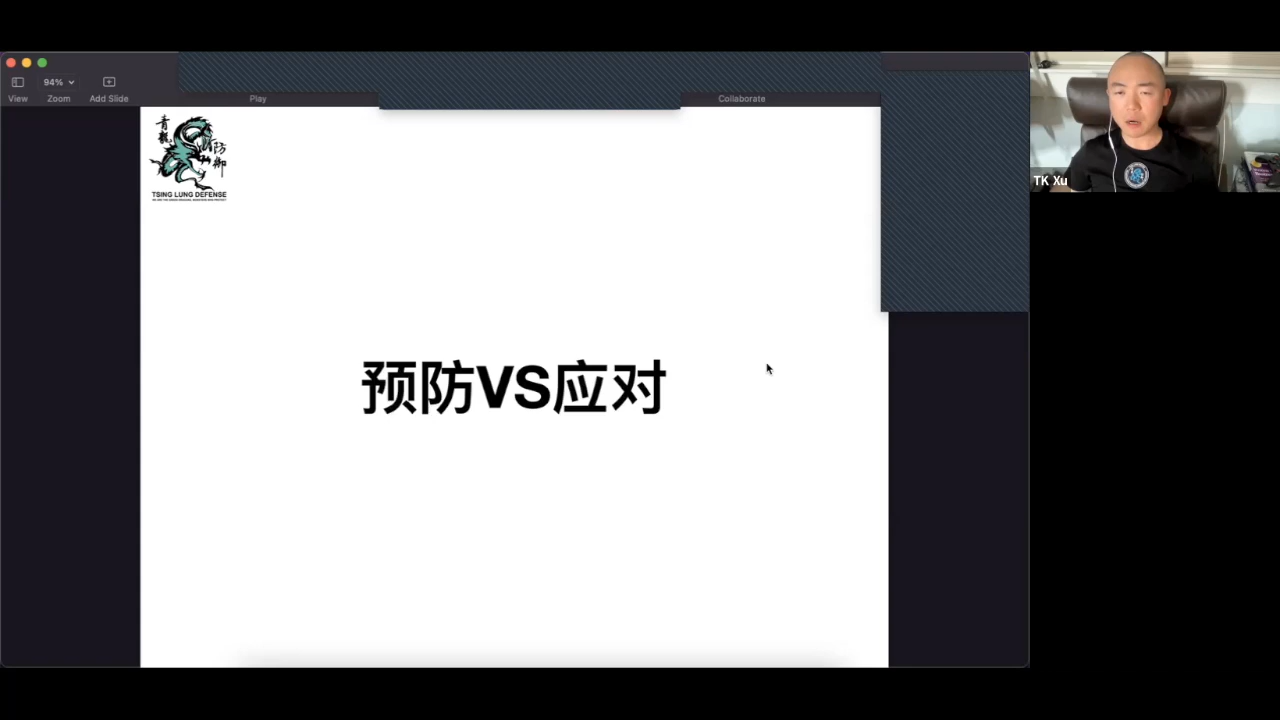 94%
View
Zoom
Add Slide
Play
Collaborate
青龍
防御
TSING LUNG DEFENSE
预防VS应对
TK Xu